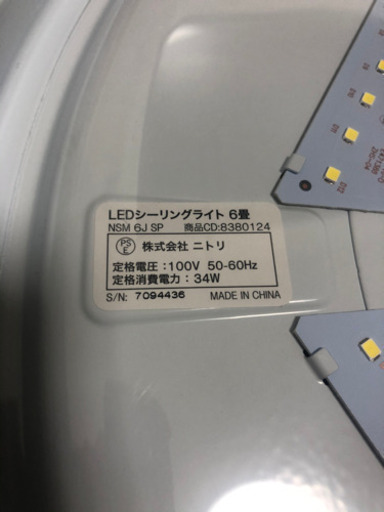 LEDシーリングライト 6畳
NSM 6J SP 商品CD:8380124
PS E 株式会社 ニトリ
定格電圧:100V 50-60Hz
定格消費電力:34W
S/N: 7094436 MADE IN CHINA
D12